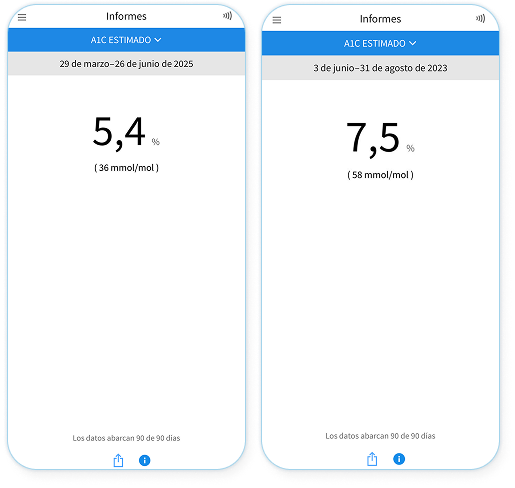 Informes
A1C ESTIMADO
29 de marzo–26 de junio de 2025
5,4 %
( 36 mmol/mol )
Los datos abarcan 90 de 90 días
Informes
A1C ESTIMADO
3 de junio–31 de agosto de 2023
7,5 %
( 58 mmol/mol )
Los datos abarcan 90 de 90 días